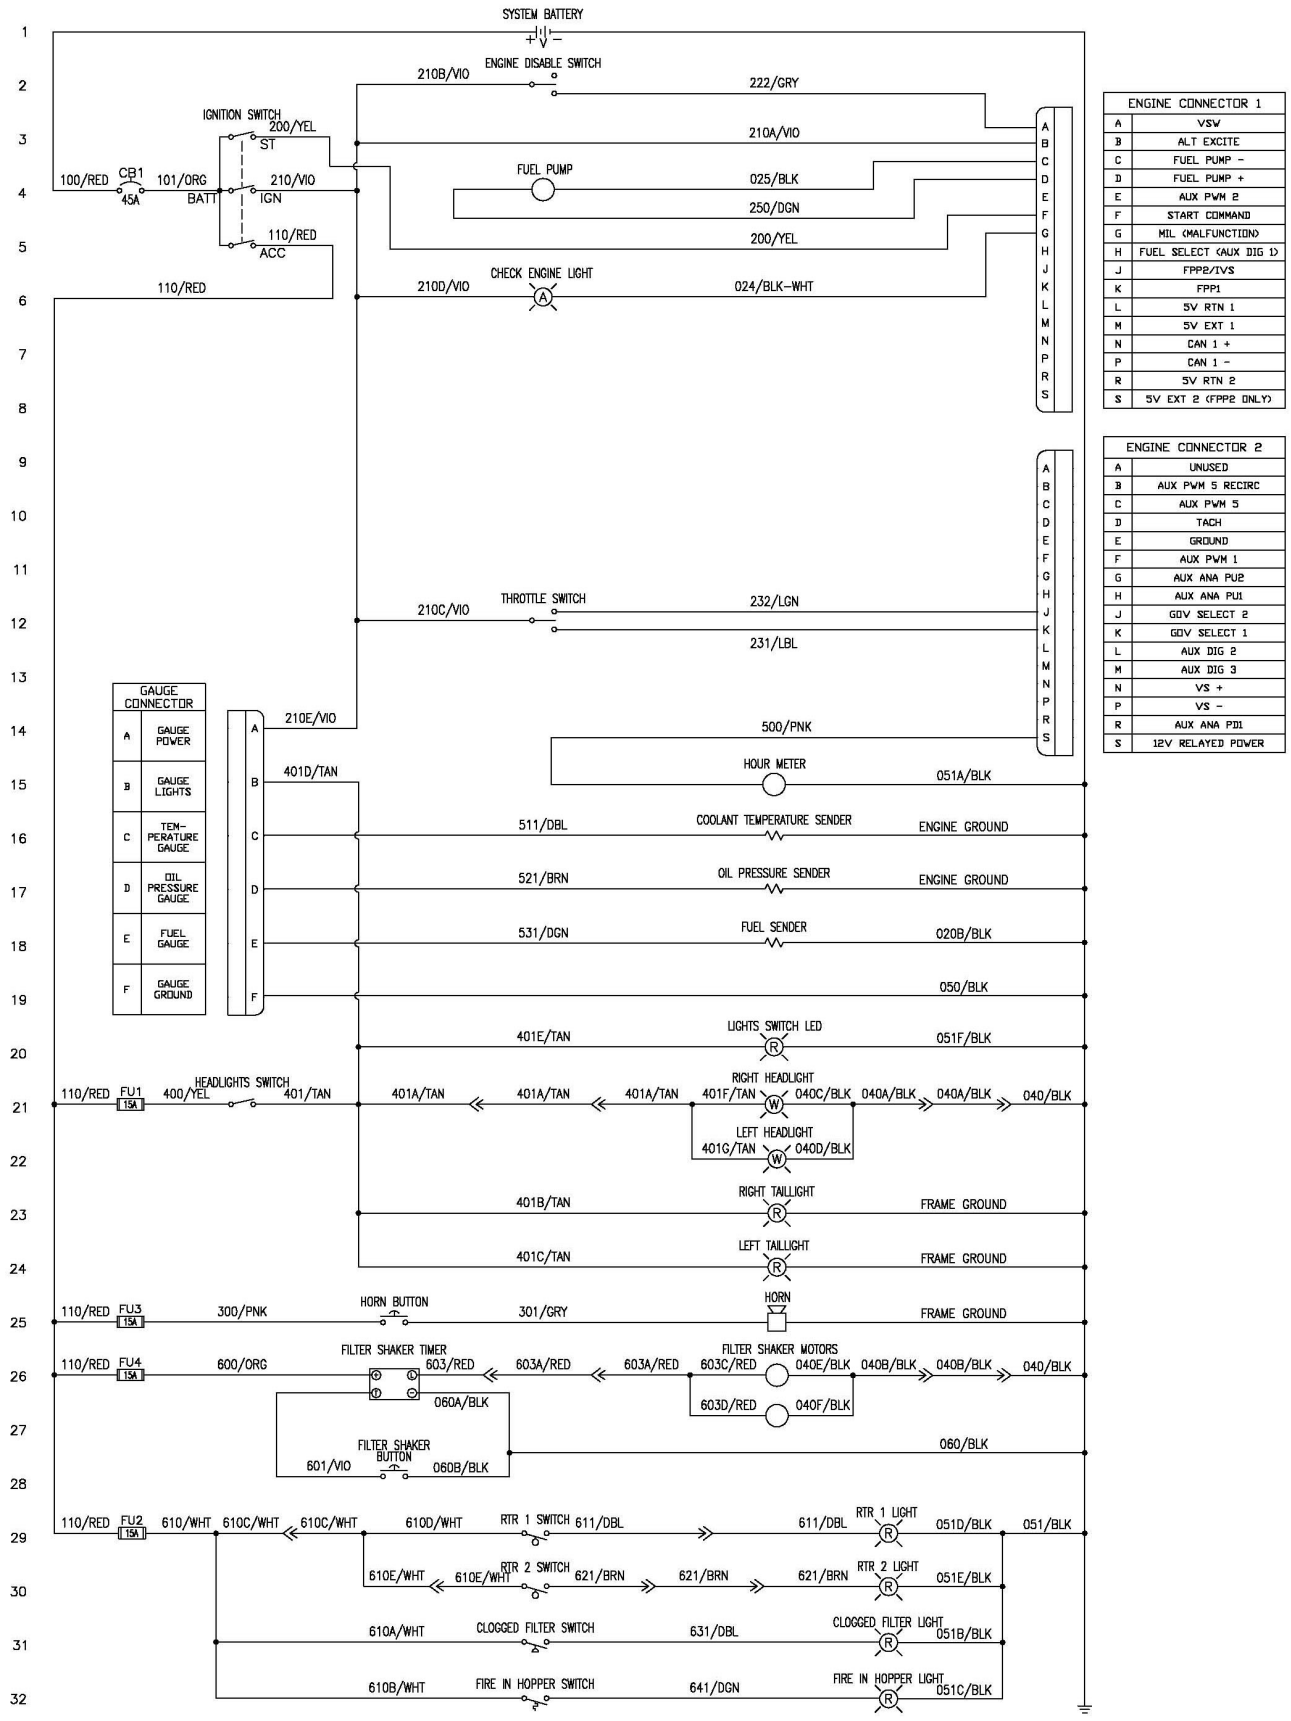 SYSTEM BATTERY
1
+ V −
ENGINE DISABLE SWITCH
2
210B/VIO
222/GRY
IGNITION SWITCH
200/YEL
ST
3
210A/VIO
FUEL PUMP
CB1
100/RED
45A
101/ORG
BATT
210/VIO
IGN
4
025/BLK
250/DGN
110/RED
ACC
5
200/YEL
CHECK ENGINE LIGHT
110/RED
210D/VIO
A
024/BLK-WHT
6
7
8
A
B
C
D
E
F
G
H
J
K
L
M
N
P
R
S
ENGINE CONNECTOR 1
A VSW
B ALT EXCITE
C FUEL PUMP -
D FUEL PUMP +
E AUX PWM 2
F START COMMAND
G MIL (MALFUNCTION)
H FUEL SELECT (AUX DIG 1)
J FPP2/IVS
K FPP1
L 5V RTN 1
M 5V EXT 1
N CAN 1 +
P CAN 1 -
R 5V RTN 2
S 5V EXT 2 (FPP2 ONLY)
9
10
11
A
B
C
D
E
F
G
H
J
K
L
M
N
P
R
S
ENGINE CONNECTOR 2
A UNUSED
B AUX PWM 5 RECIRC
C AUX PWM 5
D TACH
E GROUND
F AUX PWM 1
G AUX ANA PU2
H AUX ANA PU1
J GOV SELECT 2
K GOV SELECT 1
L AUX DIG 2
M AUX DIG 3
N VS +
P VS -
R AUX ANA PD1
S 12V RELAYED POWER
12
210C/VIO
THROTTLE SWITCH
232/LGN
231/LBL
13
GAUGE
CONNECTOR
A GAUGE
POWER
B GAUGE
LIGHTS
C TEM-
PERATURE
GAUGE
D OIL
PRESSURE
GAUGE
E FUEL
GAUGE
F GAUGE
GROUND
14
A
210E/VIO
500/PNK
15
B
401D/TAN
HOUR METER
051A/BLK
16
C
511/DBL
COOLANT TEMPERATURE SENDER
ENGINE GROUND
17
D
521/BRN
OIL PRESSURE SENDER
ENGINE GROUND
18
E
531/DGN
FUEL SENDER
020B/BLK
19
F
050/BLK
20
401E/TAN
LIGHTS SWITCH LED
R
051F/BLK
21
110/RED
FU1
15A
400/YEL
HEADLIGHTS SWITCH
401/TAN
401A/TAN
401A/TAN
401A/TAN
401F/TAN
RIGHT HEADLIGHT
W
040C/BLK
040A/BLK
040A/BLK
040/BLK
22
401G/TAN
LEFT HEADLIGHT
W
040D/BLK
23
401B/TAN
RIGHT TAILLIGHT
R
FRAME GROUND
24
401C/TAN
LEFT TAILLIGHT
R
FRAME GROUND
25
110/RED
FU3
15A
300/PNK
HORN BUTTON
301/GRY
HORN
FRAME GROUND
26
110/RED
FU4
15A
600/ORG
FILTER SHAKER TIMER
+ L
T −
603/RED
603A/RED
603A/RED
603C/RED
FILTER SHAKER MOTORS
040E/BLK
040B/BLK
040B/BLK
040/BLK
060A/BLK
603D/RED
040F/BLK
27
060/BLK
28
601/VIO
FILTER SHAKER
BUTTON
060B/BLK
29
110/RED
FU2
15A
610/WHT
610C/WHT
610C/WHT
610D/WHT
RTR 1 SWITCH
611/DBL
611/DBL
RTR 1 LIGHT
R
051D/BLK
051/BLK
30
610E/WHT
610E/WHT
RTR 2 SWITCH
621/BRN
621/BRN
621/BRN
RTR 2 LIGHT
R
051E/BLK
31
610A/WHT
CLOGGED FILTER SWITCH
631/DBL
CLOGGED FILTER LIGHT
R
051B/BLK
32
610B/WHT
FIRE IN HOPPER SWITCH
641/DGN
FIRE IN HOPPER LIGHT
R
051C/BLK